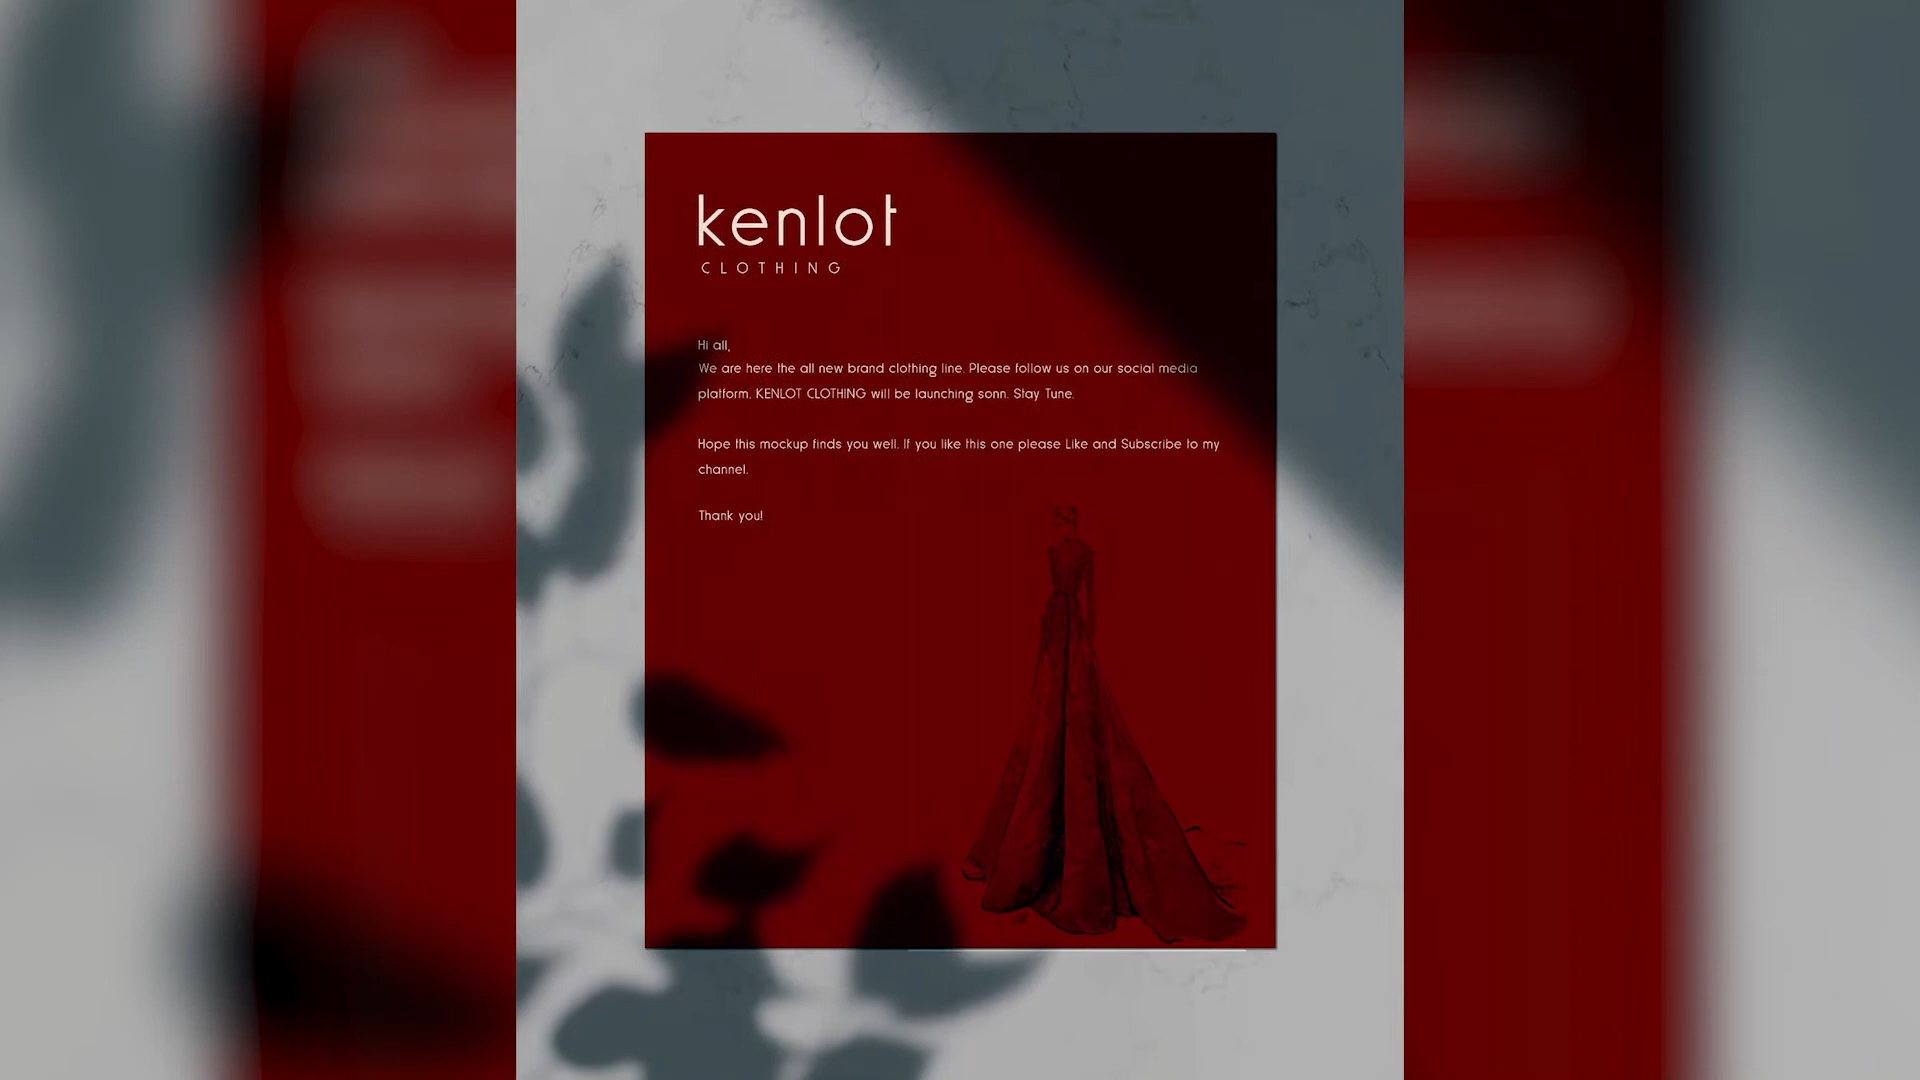 kenlot
CLOTHING
Hi all,
We are here the all new brand clothing line. Please follow us on our social media
platform. KENLOT CLOTHING will be launching sonn. Stay Tune.
Hope this mockup finds you well. If you like this one please Like and Subscribe to my
channel.
Thank you!